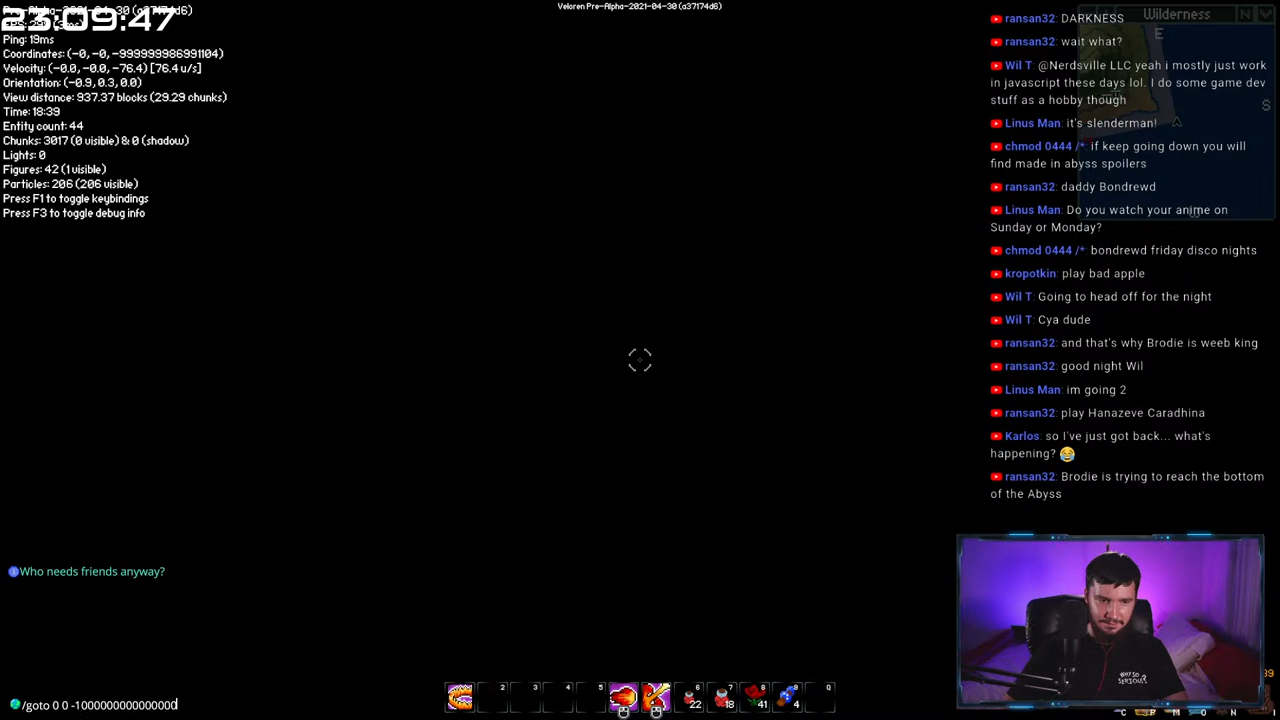 Veloren Pre-Alpha-2021-04-30 (a37174d6)
23:09:47
Ping: 19ms
Coordinates: (-0, -0, -999999986991104)
Velocity: (-0.0, -0.0, -76.4) [76.4 u/s]
Orientation: (-0.9, 0.3, 0.0)
View distance: 937.37 blocks (29.29 chunks)
Time: 18:39
Entity count: 44
Chunks: 3017 (0 visible) & 0 (shadow)
Lights: 0
Figures: 42 (1 visible)
Particles: 206 (206 visible)
Press F1 to toggle keybindings
Press F3 to toggle debug info
Wilderness
N
E
S
ransan32: DARKNESS
ransan32: wait what?
Wil T: @Nerdsville LLC yeah i mostly just work
in javascript these days lol. I do some game dev
stuff as a hobby though
Linus Man: it's slenderman!
chmod 0444 /*: if keep going down you will
find made in abyss spoilers
ransan32: daddy Bondrewd
Linus Man: Do you watch your anime on
Sunday or Monday?
chmod 0444 /*: bondrewd friday disco nights
kropotkin: play bad apple
Wil T: Going to head off for the night
Wil T: Cya dude
ransan32: and that's why Brodie is weeb king
ransan32: good night Wil
Linus Man: im going 2
ransan32: play Hanazeve Caradhina
Karlos: so I've just got back... what's
happening? 😂
ransan32: Brodie is trying to reach the bottom
of the Abyss
Who needs friends anyway?
WHY SO
SERIOUS?
2 3 4 5 6 7 8 9 0
22 18 41 4
C B M O N I